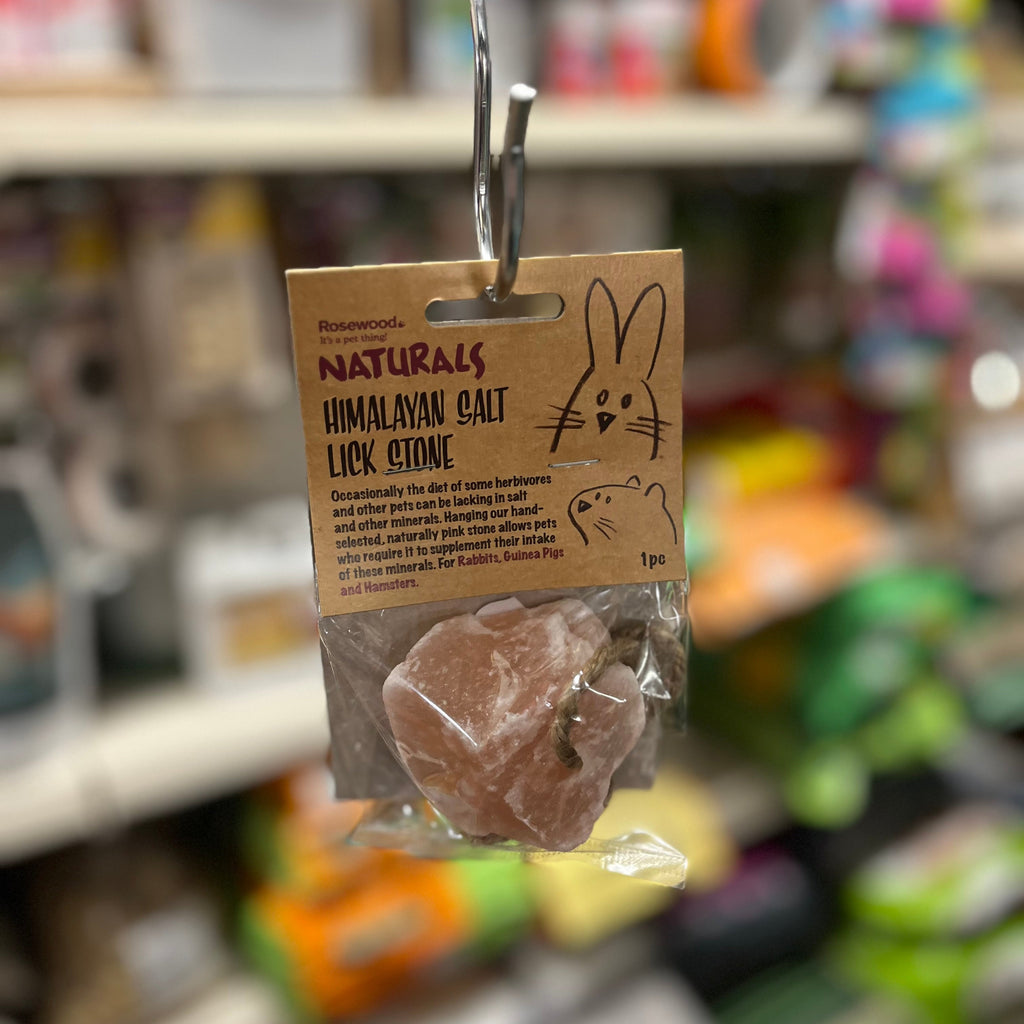 Rosewood
It's a pet thing!
NATURALS
HIMALAYAN SALT
LICK STONE
Occasionally the diet of some herbivores
and other pets can be lacking in salt
and other minerals. Hanging our hand-
selected, naturally pink stone allows pets
who require it to supplement their intake
of these minerals. For Rabbits, Guinea Pigs
and Hamsters.
1pc